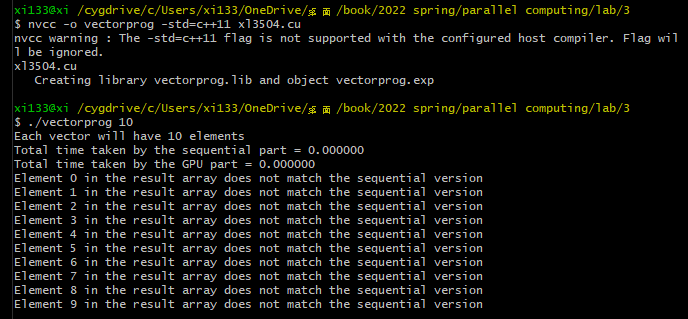 xi133@xi /cygdrive/c/Users/xi133/OneDrive/ 面 /book/2022 spring/parallel computing/lab/3
$ nvcc -o vectorprog -std=c++11 xl3504.cu
nvcc warning : The -std=c++11 flag is not supported with the configured host compiler. Flag wil
l be ignored.
xl3504.cu
   Creating library vectorprog.lib and object vectorprog.exp

xi133@xi /cygdrive/c/Users/xi133/OneDrive/ 面 /book/2022 spring/parallel computing/lab/3
$ ./vectorprog 10
Each vector will have 10 elements
Total time taken by the sequential part = 0.000000
Total time taken by the GPU part = 0.000000
Element 0 in the result array does not match the sequential version
Element 1 in the result array does not match the sequential version
Element 2 in the result array does not match the sequential version
Element 3 in the result array does not match the sequential version
Element 4 in the result array does not match the sequential version
Element 5 in the result array does not match the sequential version
Element 6 in the result array does not match the sequential version
Element 7 in the result array does not match the sequential version
Element 8 in the result array does not match the sequential version
Element 9 in the result array does not match the sequential version